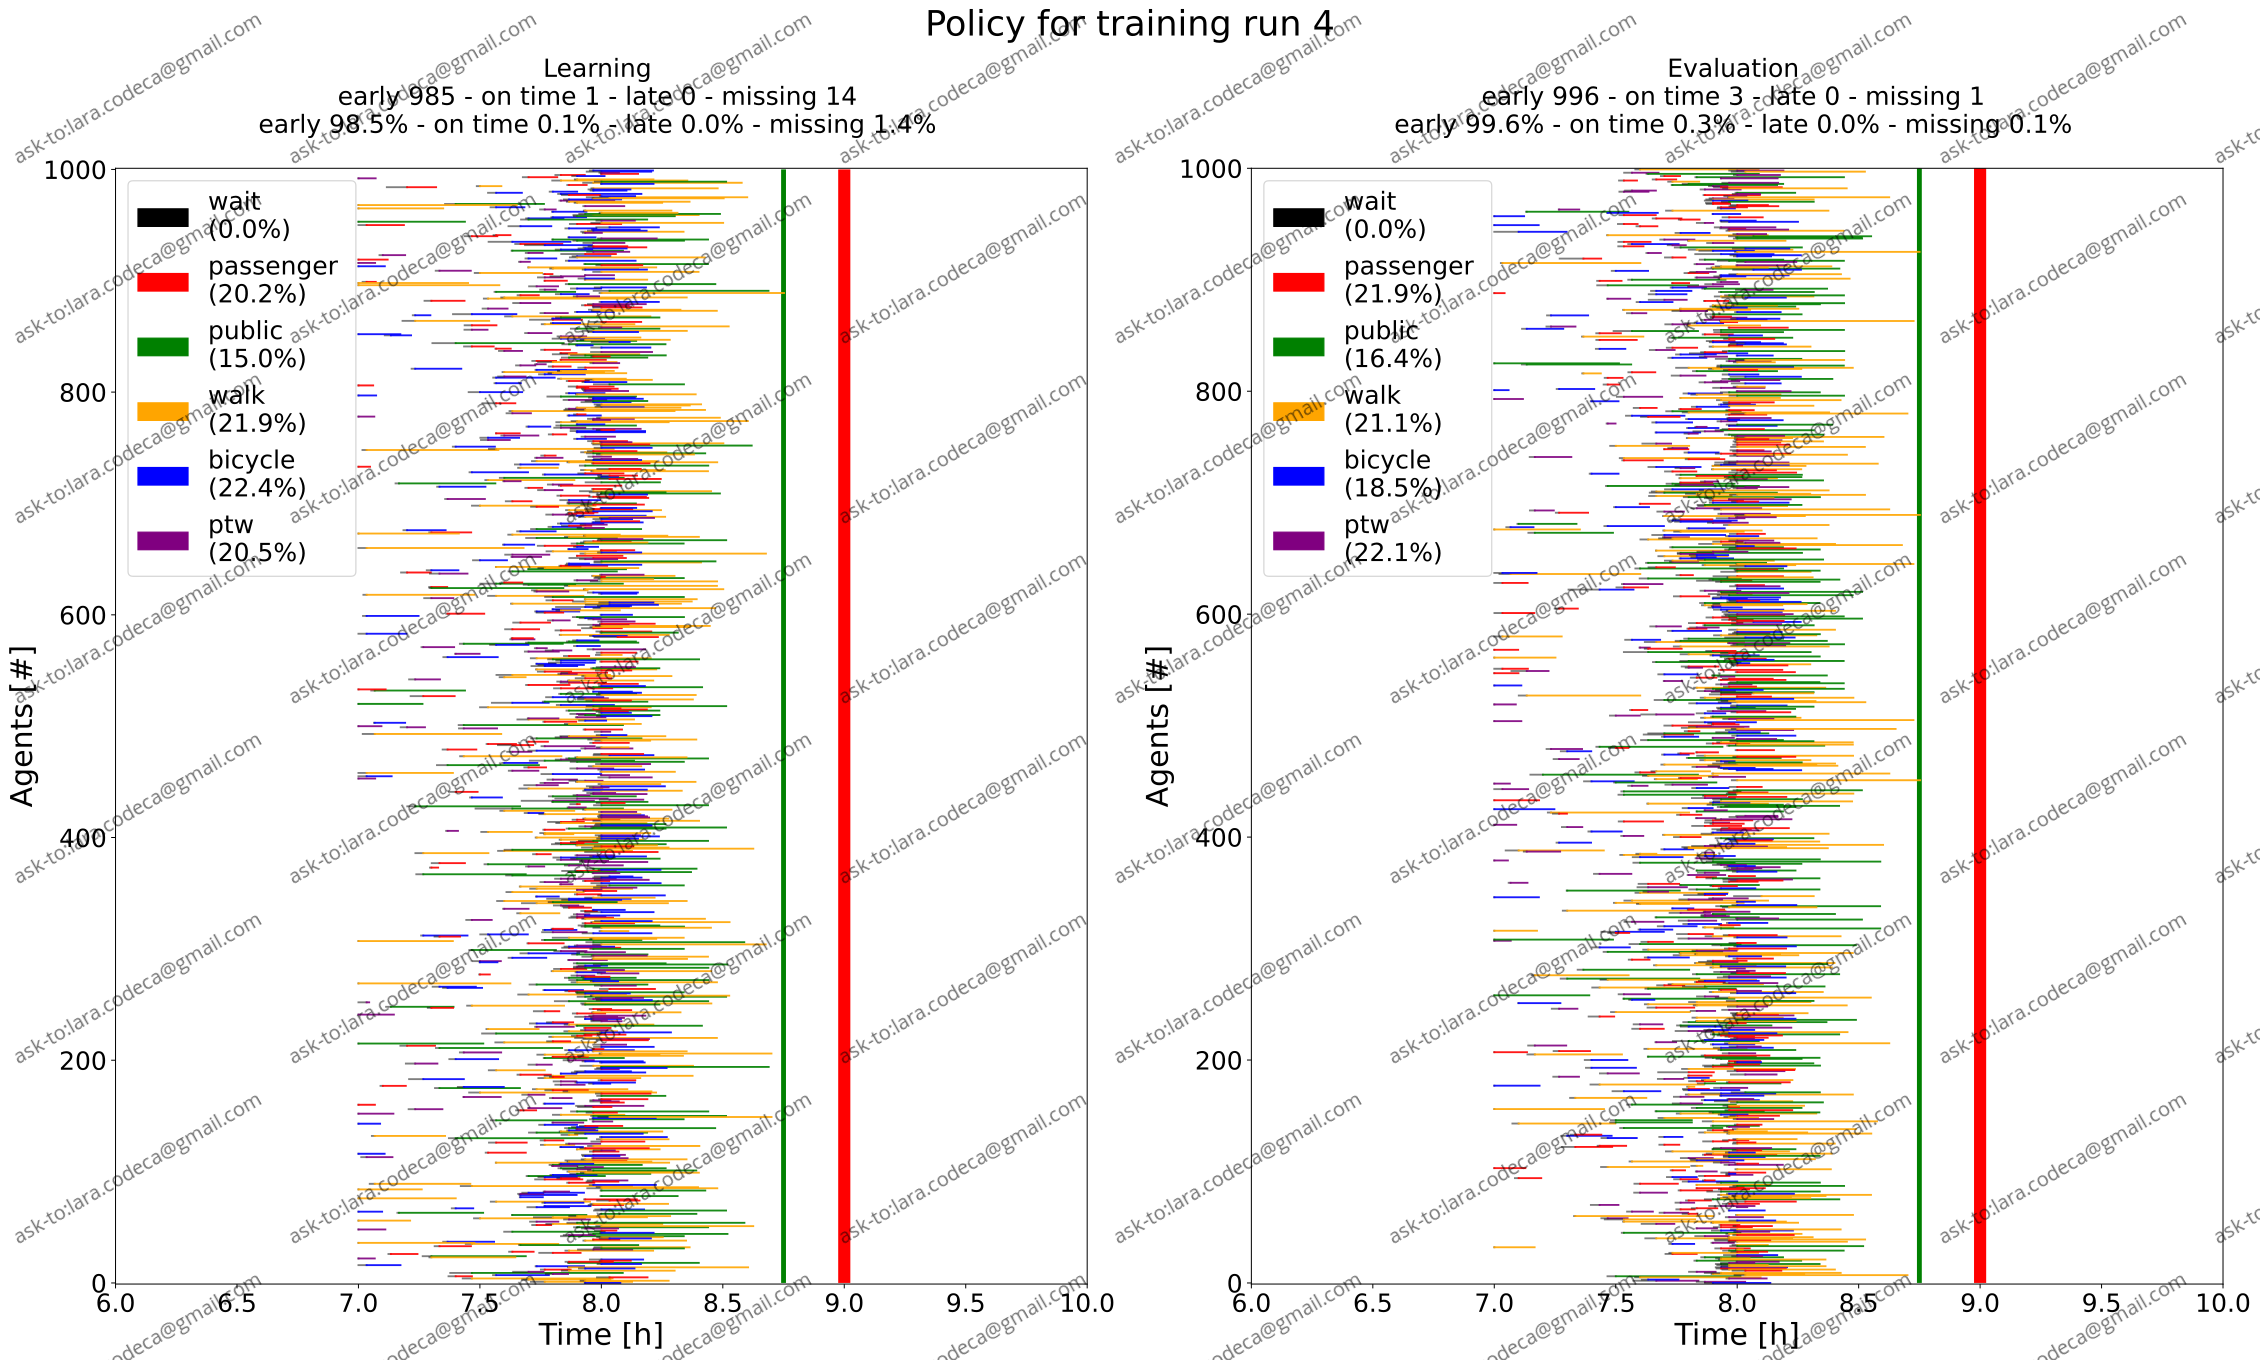 Policy for training run 4
Learning
early 985 - on time 1 - late 0 - missing 14
early 98.5% - on time 0.1% - late 0.0% - missing 1.4%
1000
800
600
400
200
0
Agents [#]
wait
(0.0%)
passenger
(20.2%)
public
(15.0%)
walk
(21.9%)
bicycle
(22.4%)
ptw
(20.5%)
6.0 6.5 7.0 7.5 8.0 8.5 9.0 9.5 10.0
Time [h]
Evaluation
early 996 - on time 3 - late 0 - missing 1
early 99.6% - on time 0.3% - late 0.0% - missing 0.1%
1000
800
600
400
200
0
Agents [#]
wait
(0.0%)
passenger
(21.9%)
public
(16.4%)
walk
(21.1%)
bicycle
(18.5%)
ptw
(22.1%)
6.0 6.5 7.0 7.5 8.0 8.5 9.0 9.5 10.0
Time [h]
ask-to:lara.codeca@gmail.com